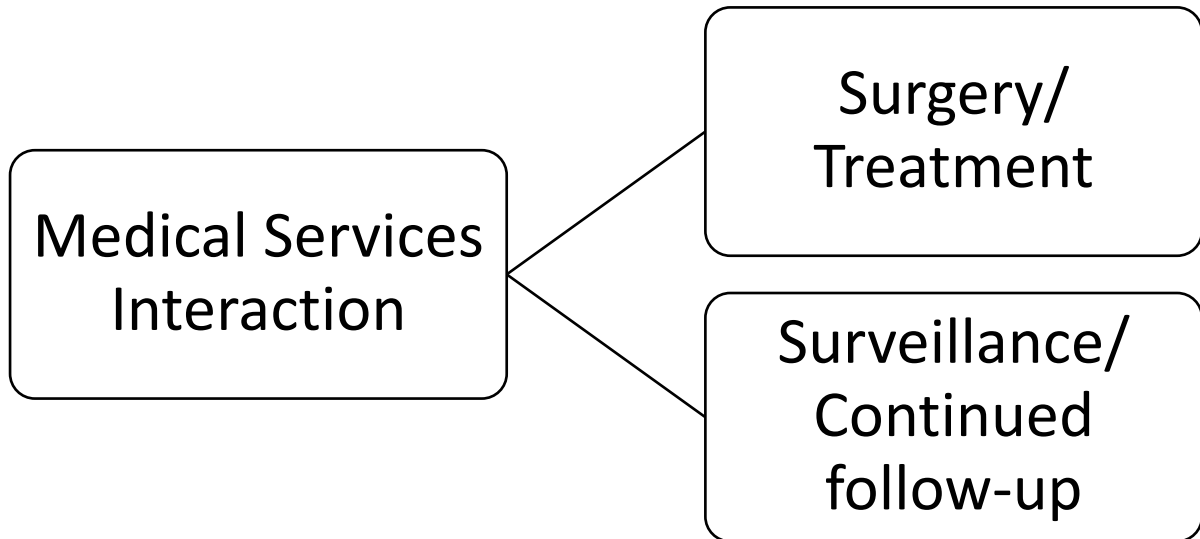 Medical Services
Interaction
Surgery/
Treatment
Surveillance/
Continued
follow-up